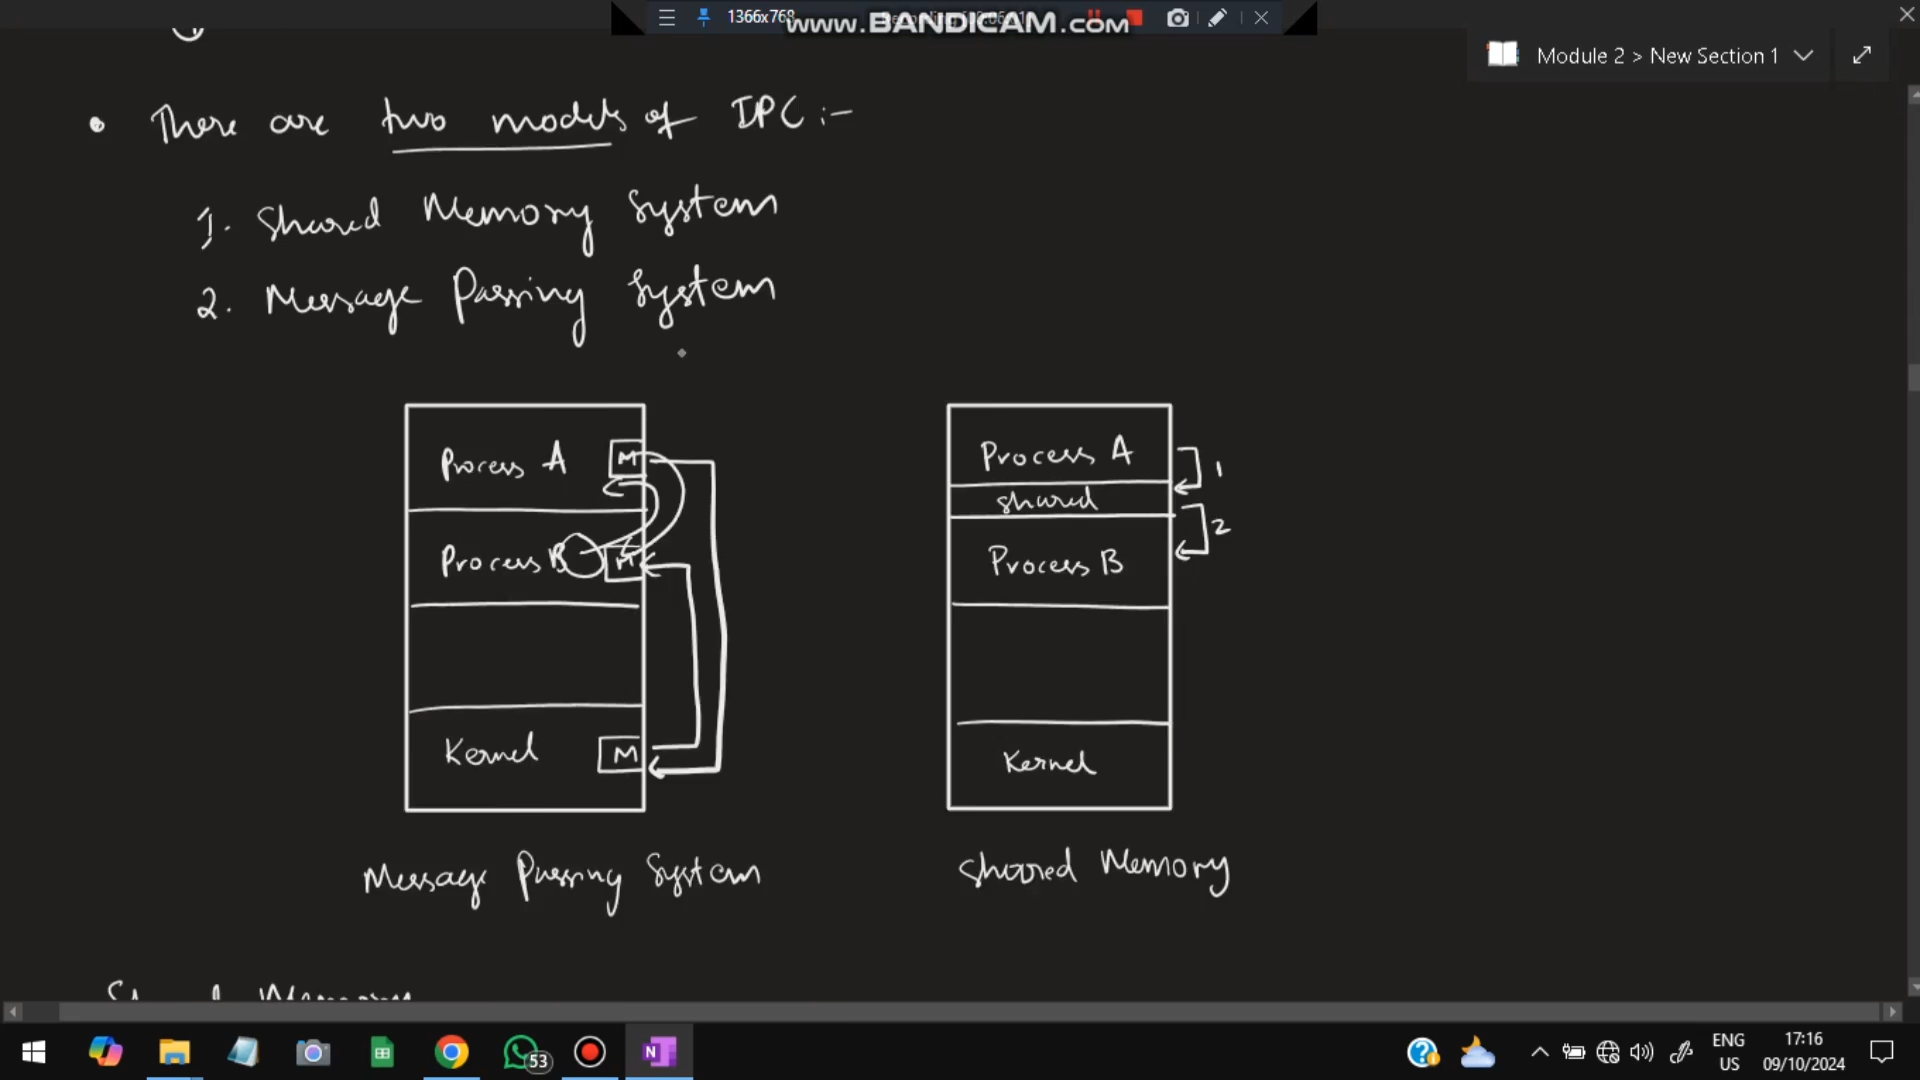 1366x768
www.BANDICAM.com
Module 2 > New Section 1
There are two models of IPC :-
1. Shared Memory System
2. Message Passing System
Process A M
Process B M
Kernel M
Message Passing System
Process A
1
shared
2
Process B
Kernel
Shared Memory
Shared Memory
53
N
ENG
US
17:16
09/10/2024